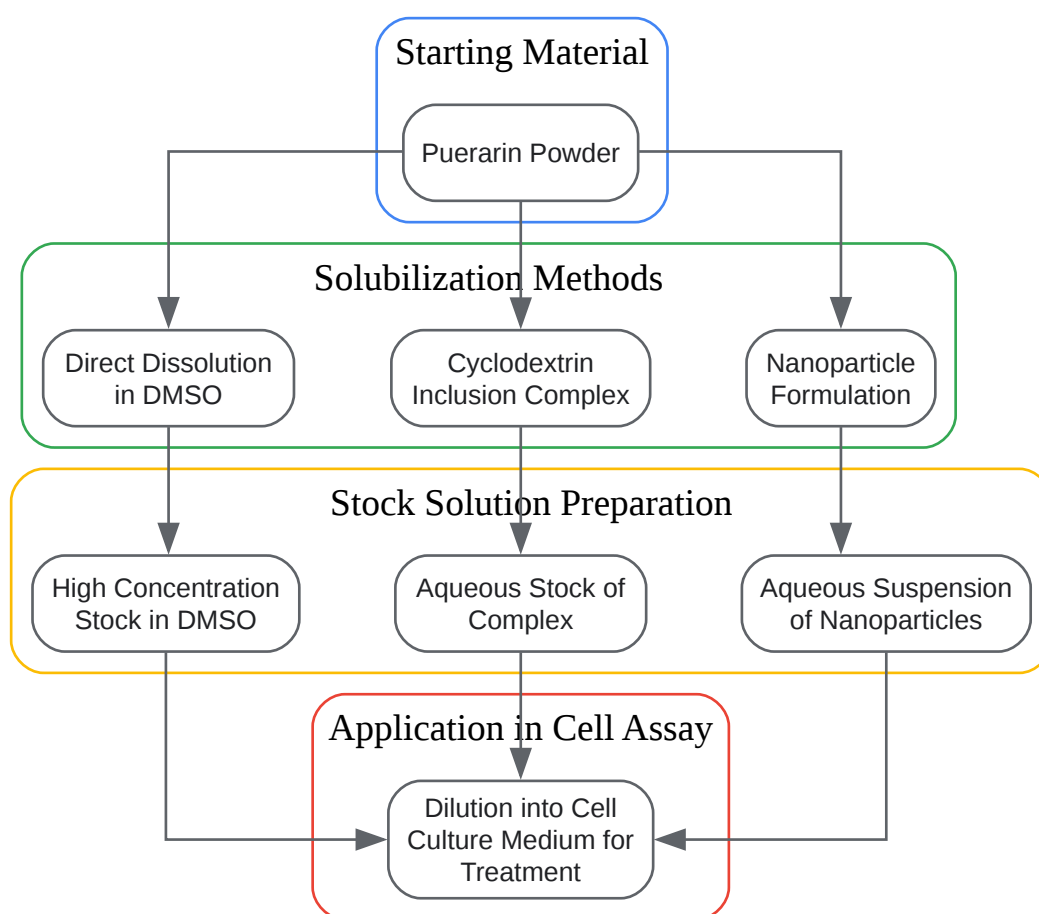 Starting Material
Puerarin Powder
Solubilization Methods
Direct Dissolution
in DMSO
Cyclodextrin
Inclusion Complex
Nanoparticle
Formulation
Stock Solution Preparation
High Concentration
Stock in DMSO
Aqueous Stock of
Complex
Aqueous Suspension
of Nanoparticles
Application in Cell Assay
Dilution into Cell
Culture Medium for
Treatment